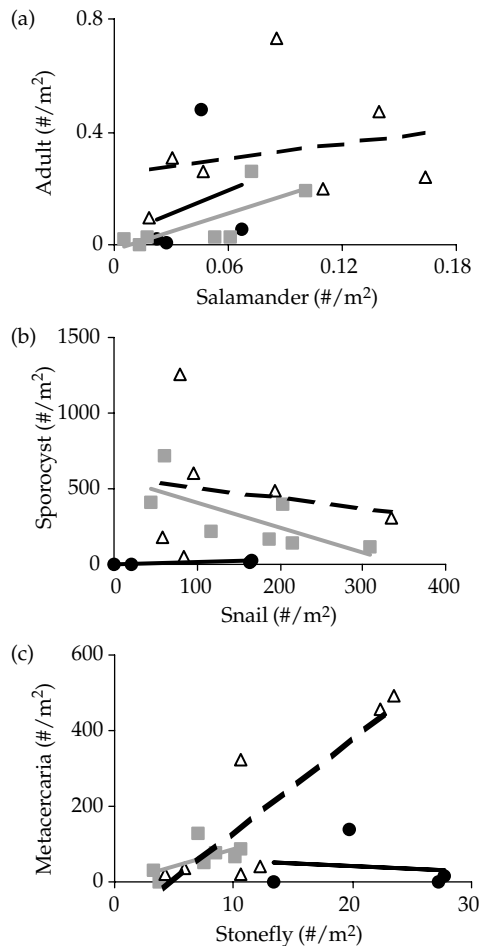 (a)
Adult (#/m²)
0.8
0.4
0
0
0.06
0.12
0.18
Salamander (#/m²)
(b)
Sporocyst (#/m²)
1500
1000
500
0
0
100
200
300
400
Snail (#/m²)
(c)
Metacercaria (#/m²)
600
400
200
0
0
10
20
30
Stonefly (#/m²)